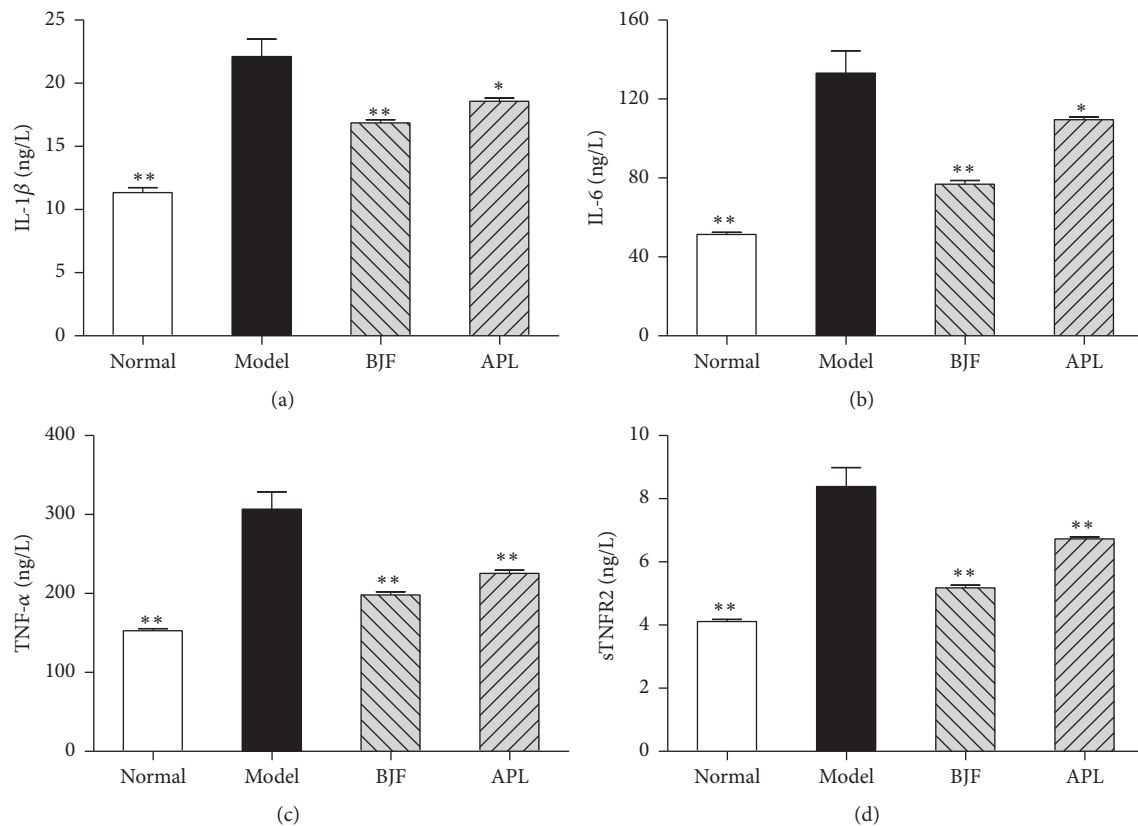 25
20
15
10
5
0
IL-1β (ng/L)
**
**
*
Normal Model BJF APL
(a)
160
120
80
40
0
IL-6 (ng/L)
**
**
*
Normal Model BJF APL
(b)
400
300
200
100
0
TNF-α (ng/L)
**
**
**
Normal Model BJF APL
(c)
10
8
6
4
2
0
sTNFR2 (ng/L)
**
**
**
Normal Model BJF APL
(d)